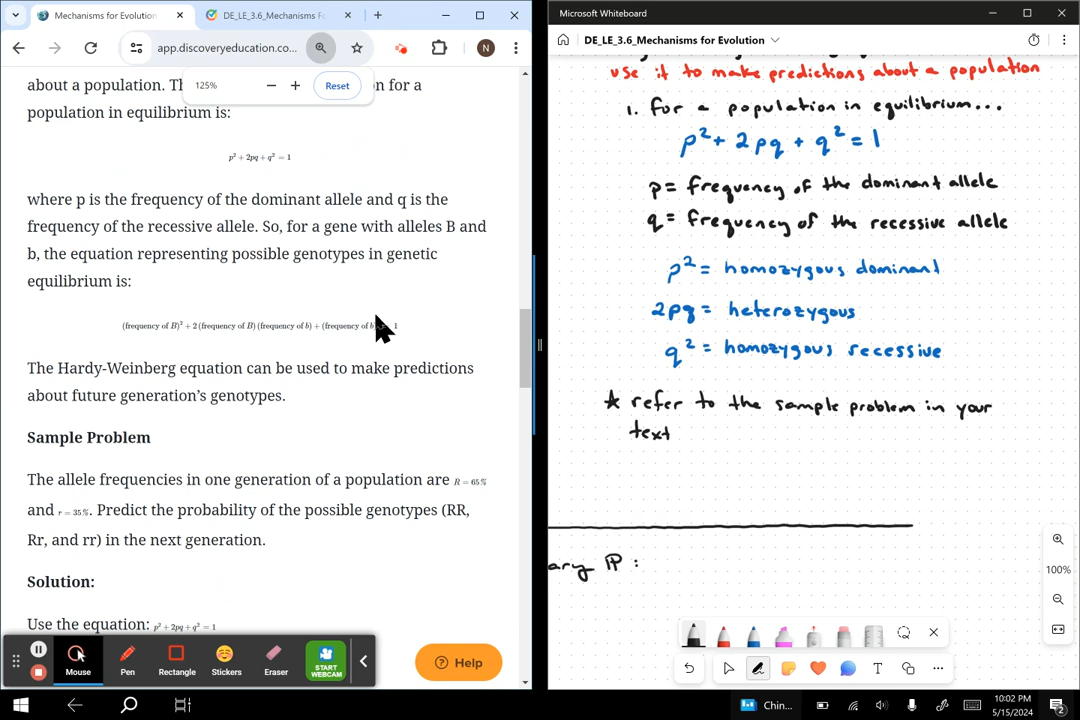 Mechanisms for Evolution
DE_LE_3.6_Mechanisms Fo
app.discoveryeducation.co...
N
125%
Reset
about a population. Th
n for a
population in equilibrium is:
p² + 2pq + q² = 1
where p is the frequency of the dominant allele and q is the
frequency of the recessive allele. So, for a gene with alleles B and
b, the equation representing possible genotypes in genetic
equilibrium is:
(frequency of B)² + 2 (frequency of B) (frequency of b) + (frequency of b) = 1
The Hardy-Weinberg equation can be used to make predictions
about future generation's genotypes.
Sample Problem
The allele frequencies in one generation of a population are R = 65%
and r = 35%. Predict the probability of the possible genotypes (RR,
Rr, and rr) in the next generation.
Solution:
Use the equation: p² + 2pq + q² = 1
Mouse
Pen
Rectangle
Stickers
Eraser
START
WEBCAM
Help
Microsoft Whiteboard
DE_LE_3.6_Mechanisms for Evolution
use it to make predictions about a population
1. for a population in equilibrium...
p² + 2pq + q² = 1
p = frequency of the dominant allele
q = frequency of the recessive allele
p² = homozygous dominant
2pq = heterozygous
q² = homozygous recessive
★ refer to the sample problem in your
text
ary P :
100%
Chin...
10:02 PM
5/15/2024
2